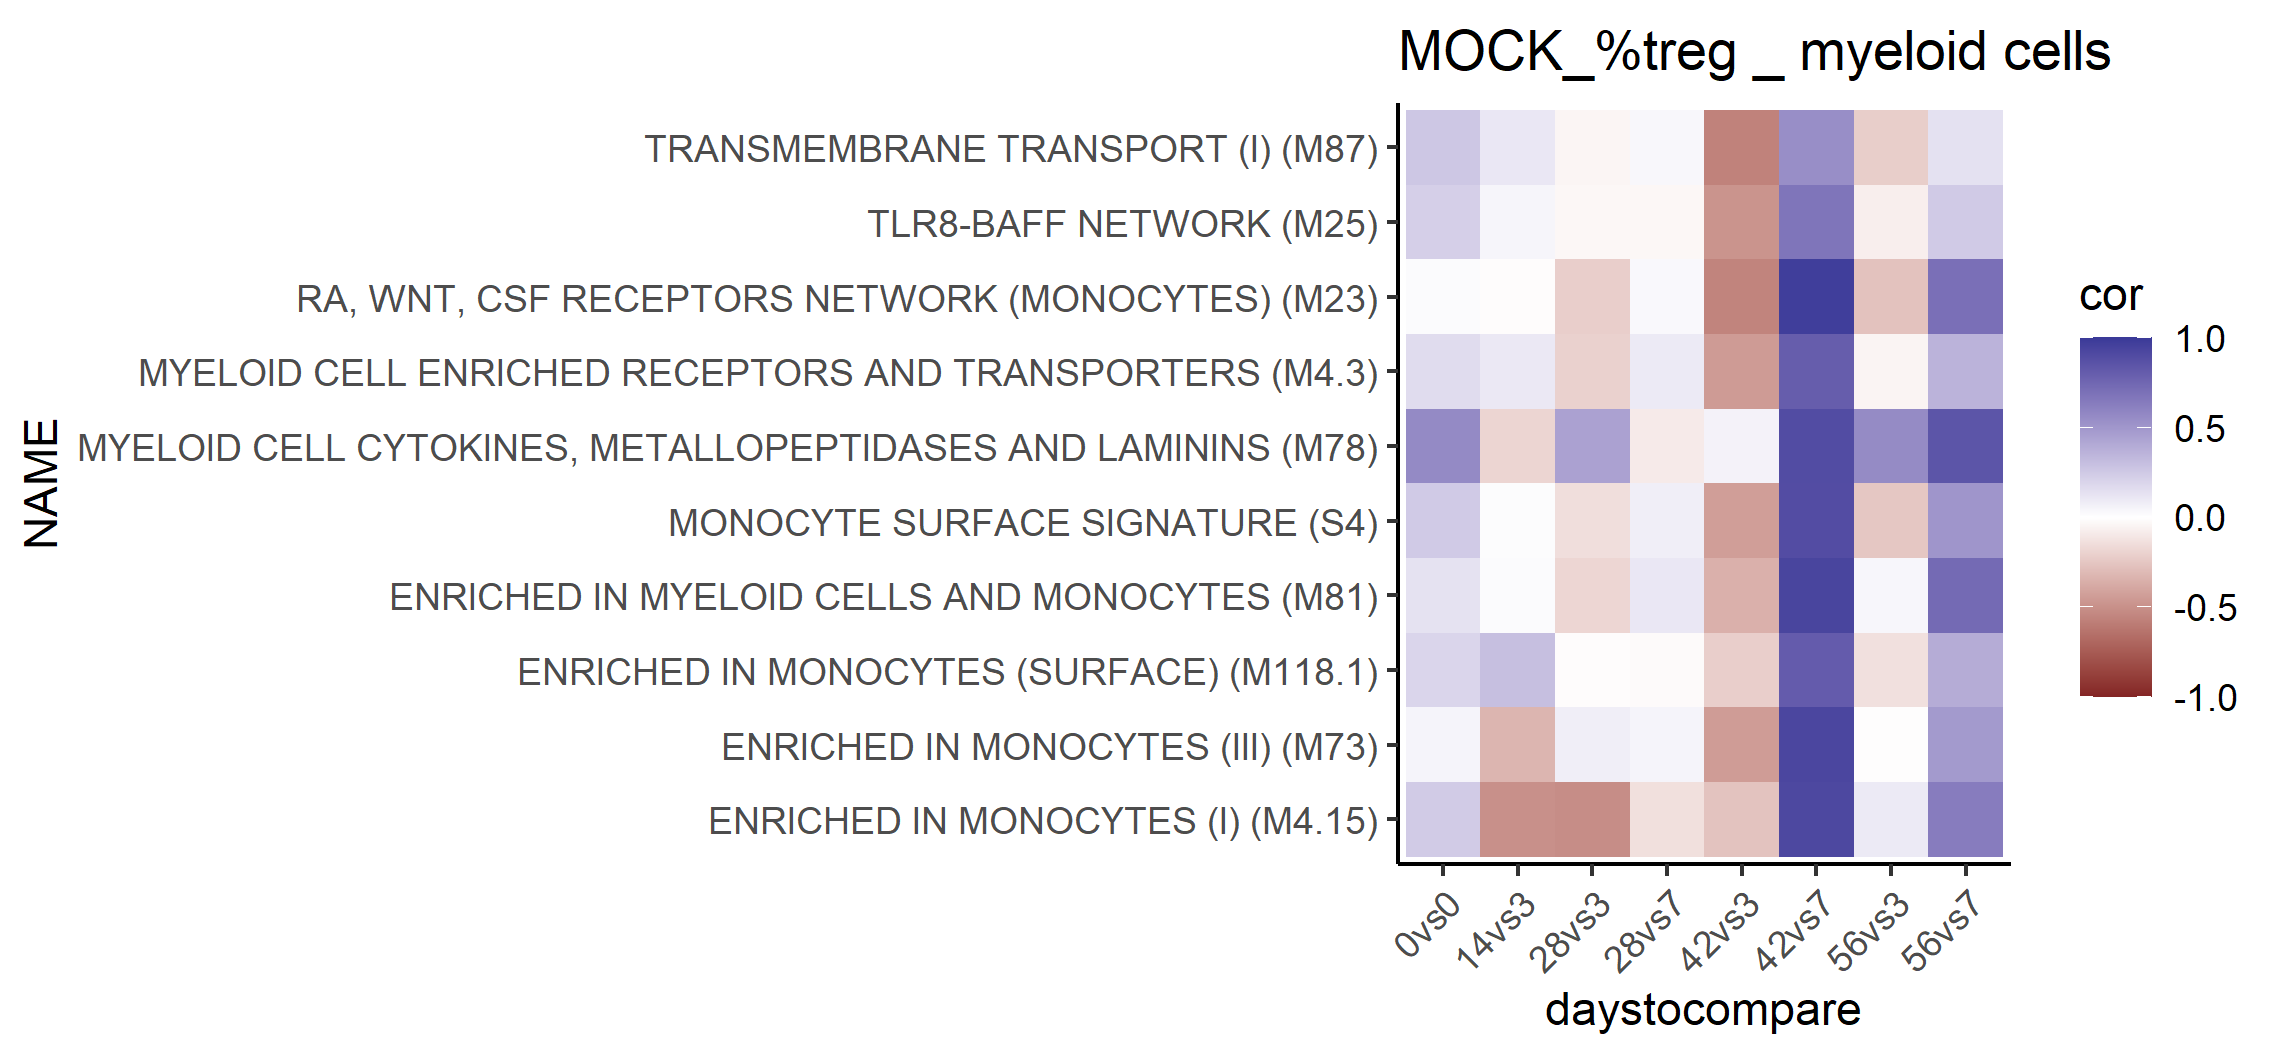 MOCK_%treg _ myeloid cells
TRANSMEMBRANE TRANSPORT (I) (M87)
TLR8-BAFF NETWORK (M25)
RA, WNT, CSF RECEPTORS NETWORK (MONOCYTES) (M23)
MYELOID CELL ENRICHED RECEPTORS AND TRANSPORTERS (M4.3)
MYELOID CELL CYTOKINES, METALLOPEPTIDASES AND LAMININS (M78)
MONOCYTE SURFACE SIGNATURE (S4)
ENRICHED IN MYELOID CELLS AND MONOCYTES (M81)
ENRICHED IN MONOCYTES (SURFACE) (M118.1)
ENRICHED IN MONOCYTES (III) (M73)
ENRICHED IN MONOCYTES (I) (M4.15)
NAME
0vs0
14vs3
28vs3
28vs7
42vs3
42vs7
56vs3
56vs7
daystocompare
cor
1.0
0.5
0.0
-0.5
-1.0